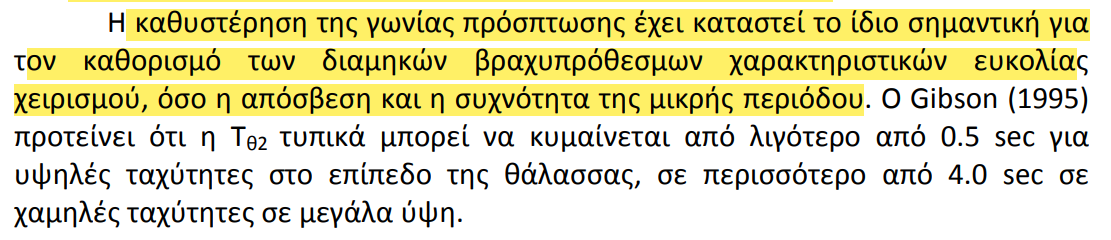 Η καθυστέρηση της γωνίας πρόσπτωσης έχει καταστεί το ίδιο σημαντική για
τον καθορισμό των διαμηκών βραχυπρόθεσμων χαρακτηριστικών ευκολίας
χειρισμού, όσο η απόσβεση και η συχνότητα της μικρής περιόδου. Ο Gibson (1995)
προτείνει ότι η Tθ2 τυπικά μπορεί να κυμαίνεται από λιγότερο από 0.5 sec για
υψηλές ταχύτητες στο επίπεδο της θάλασσας, σε περισσότερο από 4.0 sec σε
χαμηλές ταχύτητες σε μεγάλα ύψη.